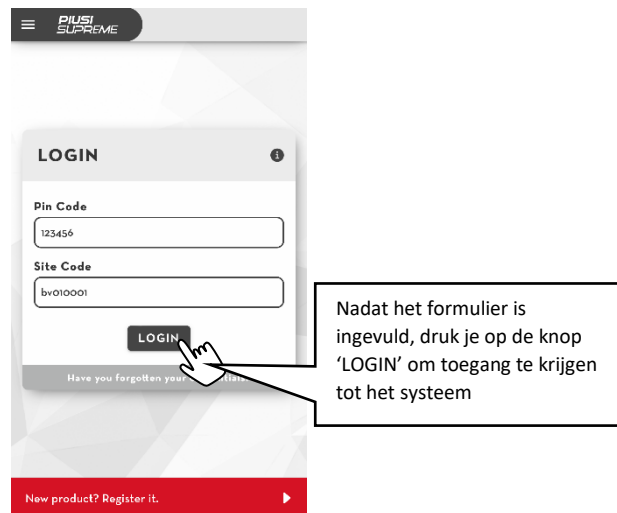 PIUSI
SUPREME
LOGIN
Pin Code
123456
Site Code
bv010001
LOGIN
Have you forgotten your
New product? Register it.
Nadat het formulier is
ingevuld, druk je op de knop
‘LOGIN’ om toegang te krijgen
tot het systeem